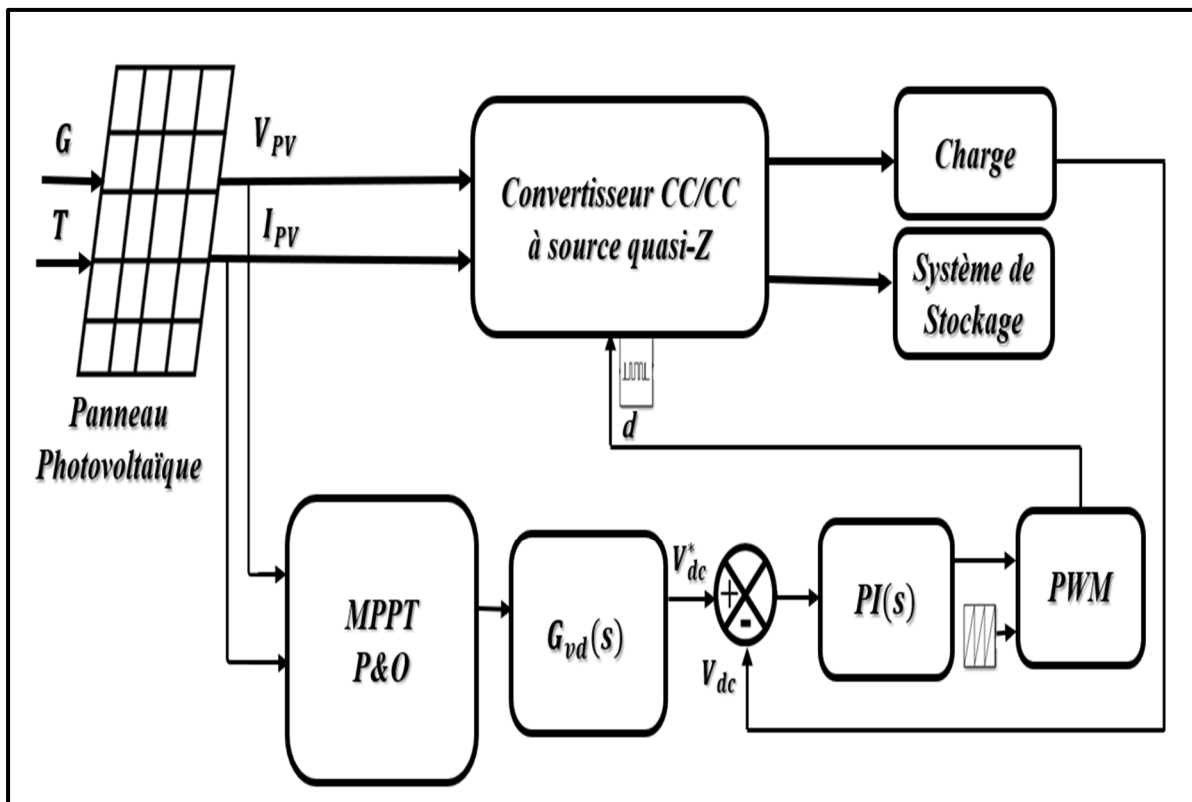 G
T
V_PV
I_PV
Panneau
Photovoltaïque
Convertisseur CC/CC
à source quasi-Z
Charge
Système de
Stockage
d
MPPT
P&O
G_vd(s)
V*_dc
+
-
V_dc
PI(s)
PWM